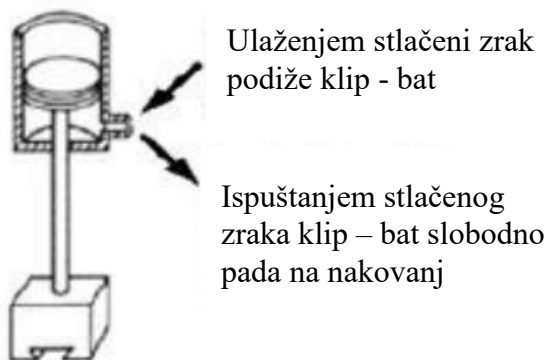 Ulaženjem stlačeni zrak
podiže klip - bat
Ispuštanjem stlačenog
zraka klip – bat slobodno
pada na nakovanj